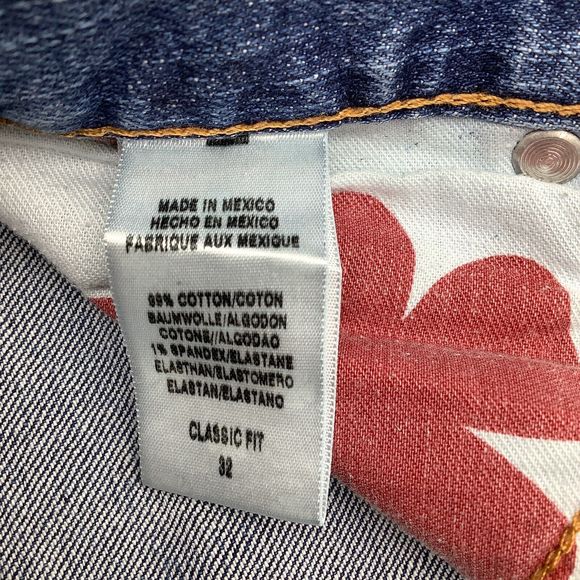 MADE IN MEXICO
HECHO EN MEXICO
FABRIQUE AUX MEXIQUE
99% COTTON/COTON
BAUMWOLLE/ALGODON
COTONE//ALGODAO
1% SPANDEX/ELASTANE
ELASTHAN/ELASTOMERO
ELASTAN/ELASTANO
CLASSIC FIT
32